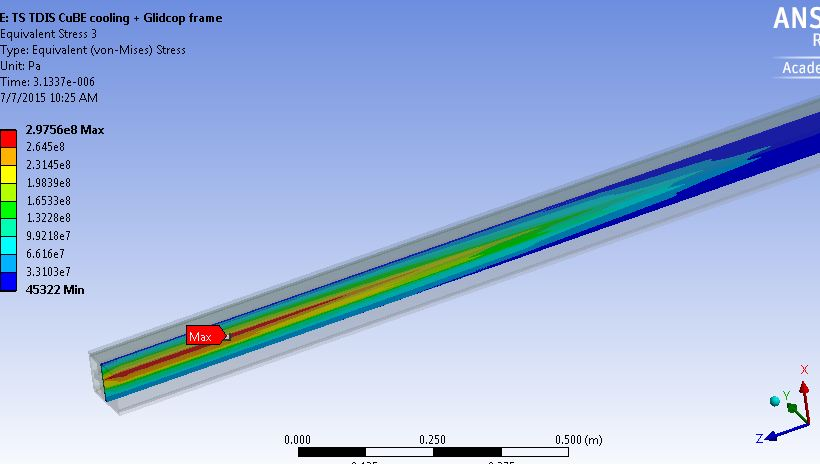 E: TS TDIS CuBE cooling + Glidcop frame
Equivalent Stress 3
Type: Equivalent (von-Mises) Stress
Unit: Pa
Time: 3.1337e-006
7/7/2015 10:25 AM
ANS
R
Acade
2.9756e8 Max
2.645e8
2.3145e8
1.9839e8
1.6533e8
1.3228e8
9.9218e7
6.616e7
3.3103e7
45322 Min
Max
X
Y
Z
0.000 0.250 0.500 (m)